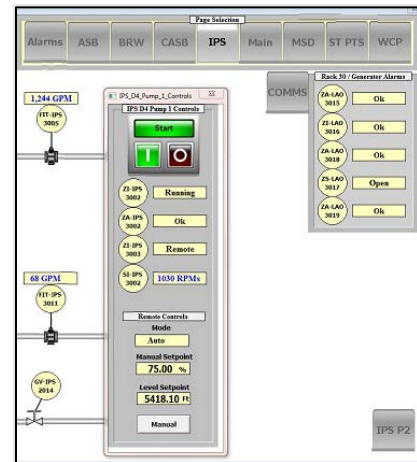 Page Selection
Alarms ASB BRW CASB IPS Main MSD ST PTS WCP
COMMS
Rack 30 / Generator Alarms
ZA-LAO 3015 Ok
ZI-LAO 3016 Ok
ZA-LAO 3018 Ok
ZS-LAO 3017 Open
ZA-LAO 3019 Ok
1,244 GPM
FIT-IPS 3005
68 GPM
FIT-IPS 3011
GV-IPS 2014
IPS_D4_Pump_1_Controls
IPS D4 Pump 1 Controls
Start
ZI-IPS 3002 Running
ZA-IPS 3002 Ok
ZI-IPS 3003 Remote
SI-IPS 3002 1030 RPMs
Remote Controls
Mode
Auto
Manual Setpoint
75.00 %
Level Setpoint
5418.10 Ft
Manual
IPS P2